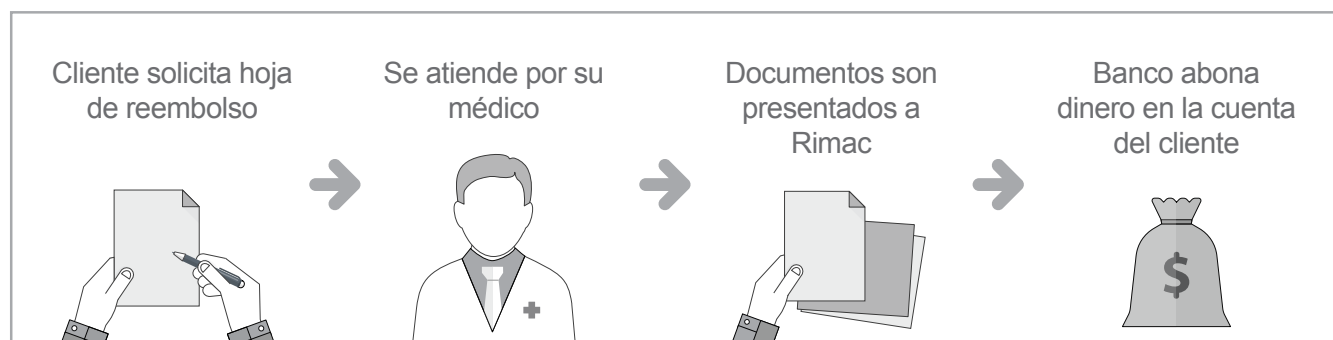 Cliente solicita hoja
de reembolso
Se atiende por su
médico
Documentos son
presentados a
Rimac
Banco abona
dinero en la cuenta
del cliente
$